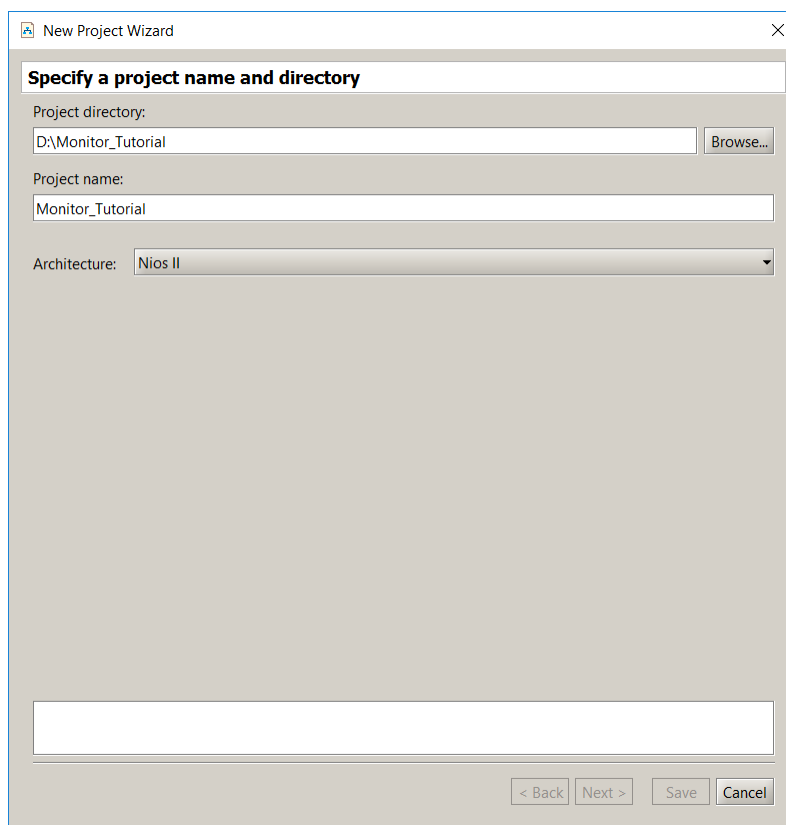 New Project Wizard
Specify a project name and directory
Project directory:
D:\Monitor_Tutorial Browse...
Project name:
Monitor_Tutorial
Architecture: Nios II
< Back Next > Save Cancel